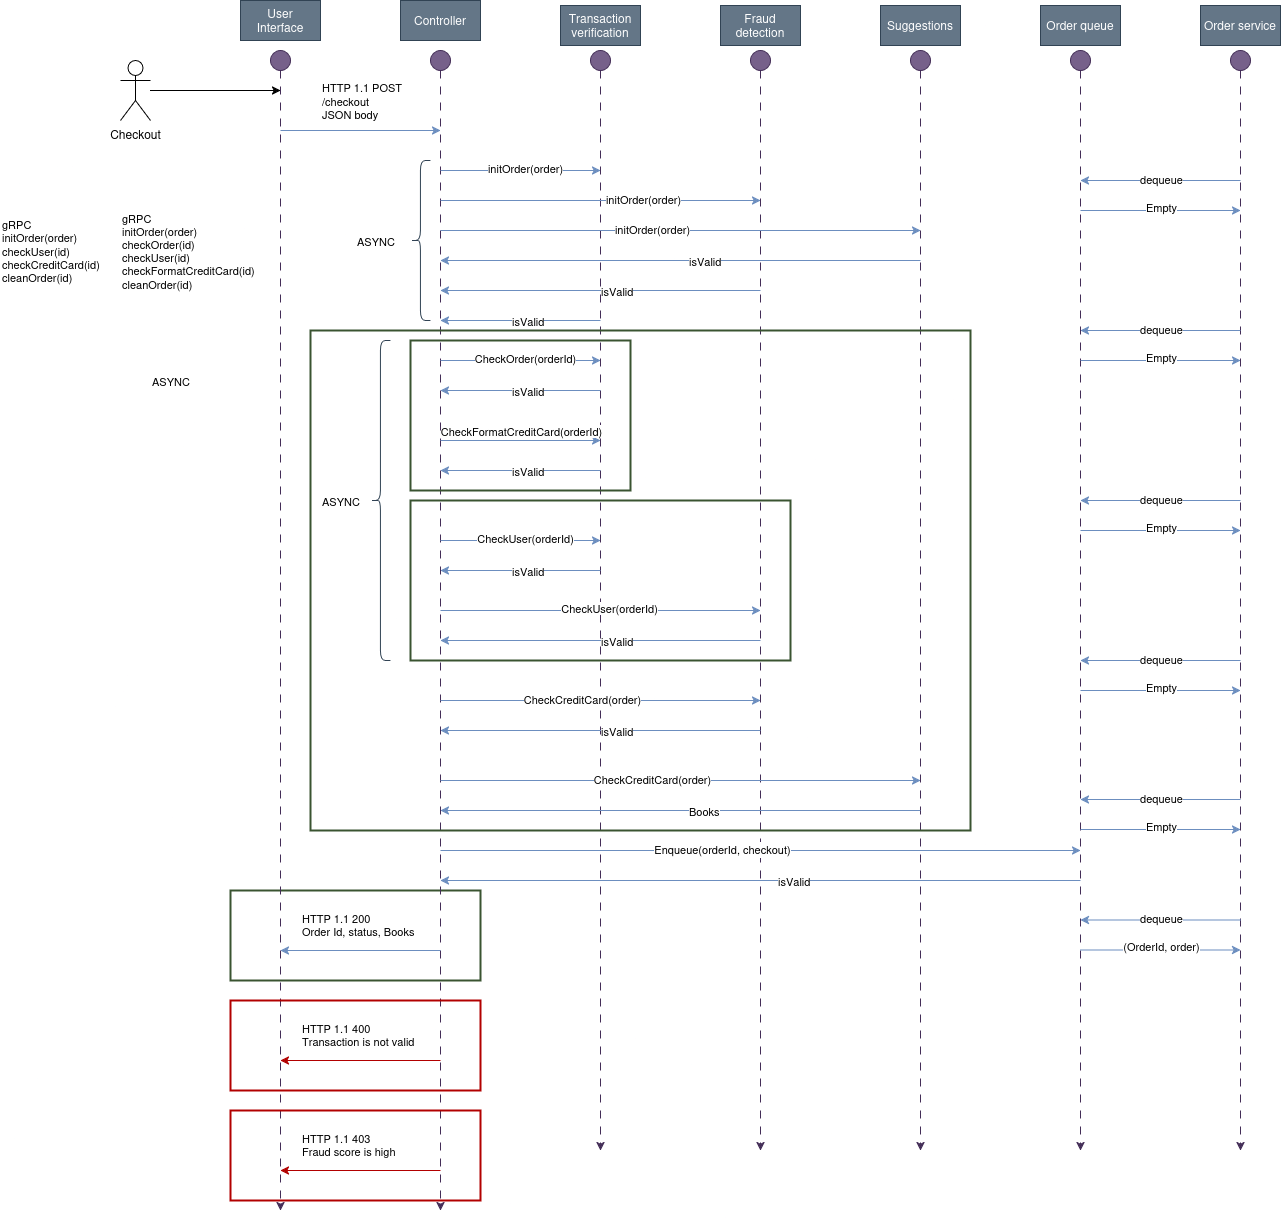 User
Interface
Controller
Transaction
verification
Fraud
detection
Suggestions
Order queue
Order service
Checkout
HTTP 1.1 POST
/checkout
JSON body
initOrder(order)
dequeue
initOrder(order)
Empty
initOrder(order)
ASYNC
isValid
isValid
isValid
gRPC
initOrder(order)
checkUser(id)
checkCreditCard(id)
cleanOrder(id)
gRPC
initOrder(order)
checkOrder(id)
checkUser(id)
checkFormatCreditCard(id)
cleanOrder(id)
dequeue
CheckOrder(orderId)
Empty
ASYNC
isValid
CheckFormatCreditCard(orderId)
isValid
ASYNC
dequeue
Empty
CheckUser(orderId)
isValid
CheckUser(orderId)
isValid
dequeue
Empty
CheckCreditCard(order)
isValid
CheckCreditCard(order)
dequeue
Books
Empty
Enqueue(orderId, checkout)
isValid
HTTP 1.1 200
Order Id, status, Books
dequeue
(OrderId, order)
HTTP 1.1 400
Transaction is not valid
HTTP 1.1 403
Fraud score is high